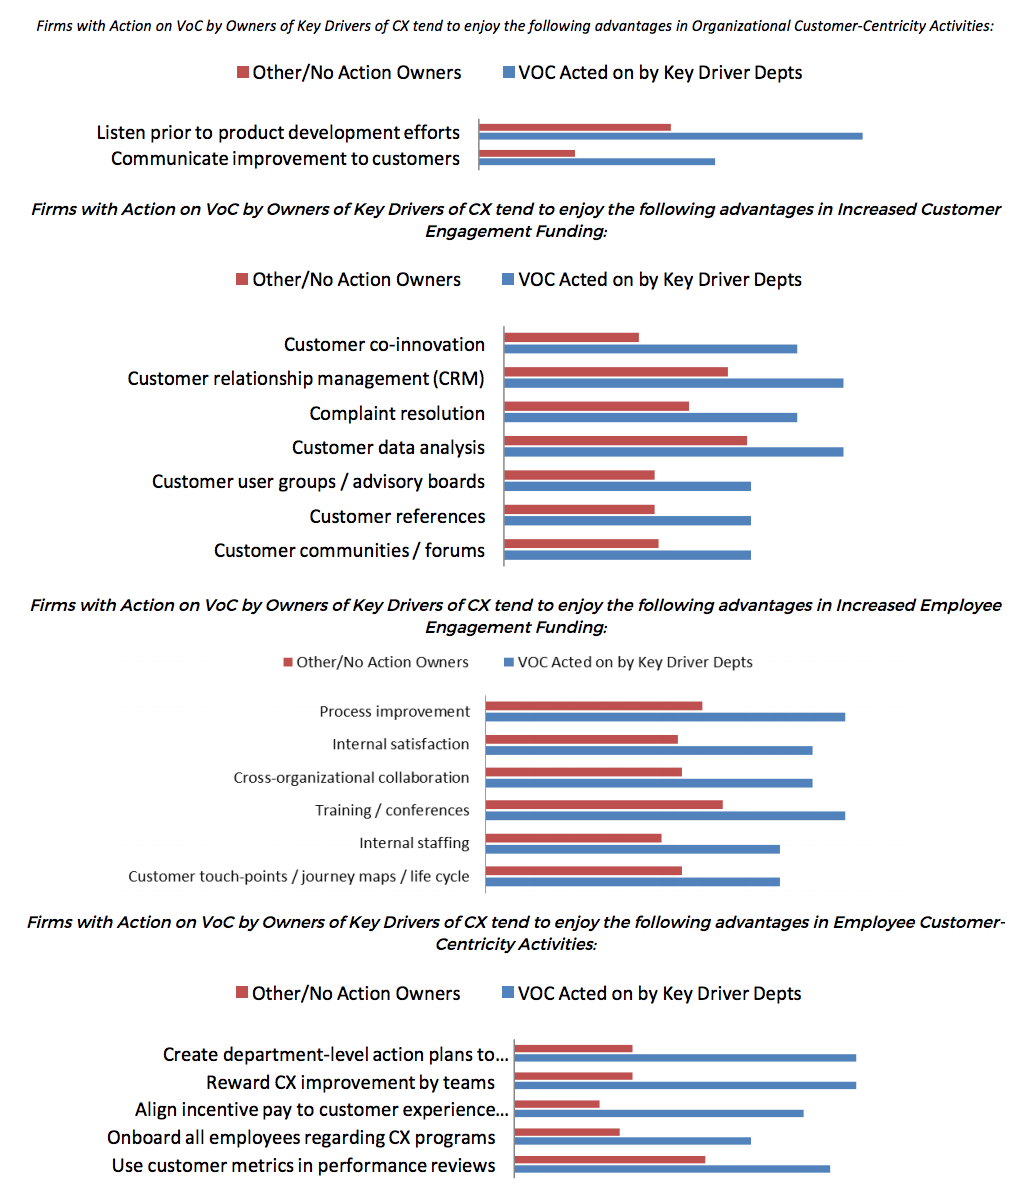 Firms with Action on VoC by Owners of Key Drivers of CX tend to enjoy the following advantages in Organizational Customer-Centricity Activities:
Other/No Action Owners
VOC Acted on by Key Driver Depts
Listen prior to product development efforts
Communicate improvement to customers
Firms with Action on VoC by Owners of Key Drivers of CX tend to enjoy the following advantages in Increased Customer
Engagement Funding:
Other/No Action Owners
VOC Acted on by Key Driver Depts
Customer co-innovation
Customer relationship management (CRM)
Complaint resolution
Customer data analysis
Customer user groups / advisory boards
Customer references
Customer communities / forums
Firms with Action on VoC by Owners of Key Drivers of CX tend to enjoy the following advantages in Increased Employee
Engagement Funding:
Other/No Action Owners
VOC Acted on by Key Driver Depts
Process improvement
Internal satisfaction
Cross-organizational collaboration
Training / conferences
Internal staffing
Customer touch-points / journey maps / life cycle
Firms with Action on VoC by Owners of Key Drivers of CX tend to enjoy the following advantages in Employee Customer-
Centricity Activities:
Other/No Action Owners
VOC Acted on by Key Driver Depts
Create department-level action plans to...
Reward CX improvement by teams
Align incentive pay to customer experience...
Onboard all employees regarding CX programs
Use customer metrics in performance reviews